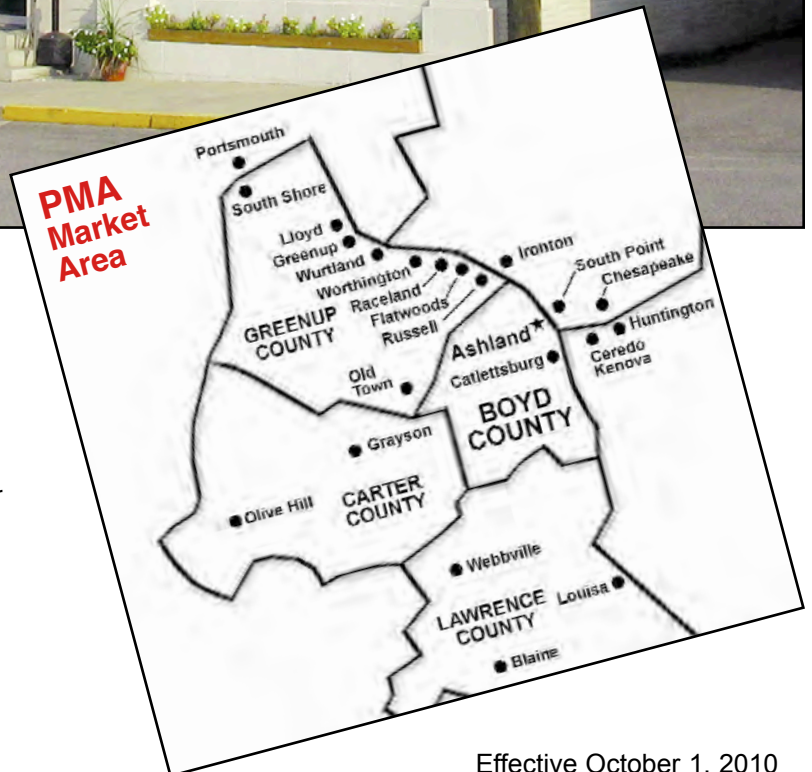 PMA
Market
Area
Portsmouth
South Shore
Lloyd
Greenup
Wurtland
Worthington
Raceland
Flatwoods
Russell
Ironton
South Point
Chesapeake
Huntington
Ceredo
Kenova
GREENUP
COUNTY
Ashland
Catlettsburg
Old
Town
BOYD
COUNTY
Grayson
Olive Hill
CARTER
COUNTY
Webbville
LAWRENCE
COUNTY
Louisa
Blaine
Effective October 1, 2010